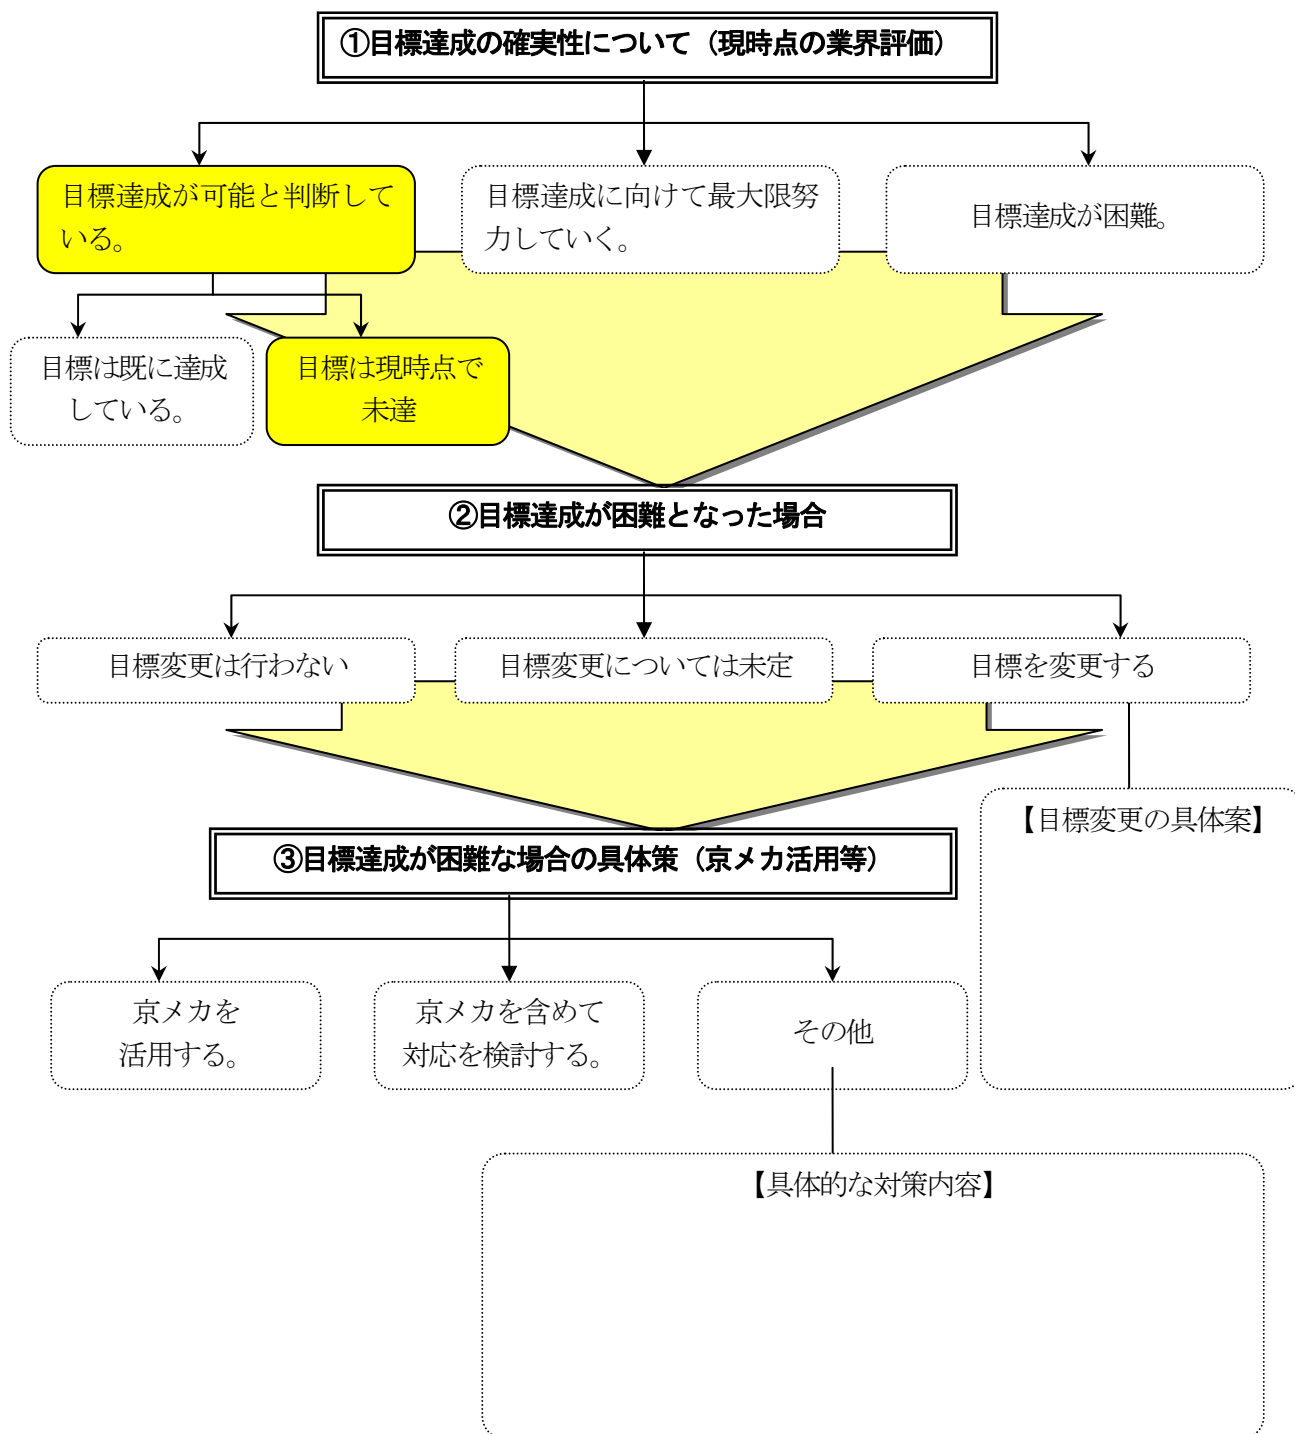 ①目標達成の確実性について（現時点の業界評価）
目標達成が可能と判断して
いる。
目標達成に向けて最大限努
力していく。
目標達成が困難。
目標は既に達成
している。
目標は現時点で
未達
②目標達成が困難となった場合
目標変更は行わない
目標変更については未定
目標を変更する
【目標変更の具体案】
③目標達成が困難な場合の具体策（京メカ活用等）
京メカを
活用する。
京メカを含めて
対応を検討する。
その他
【具体的な対策内容】